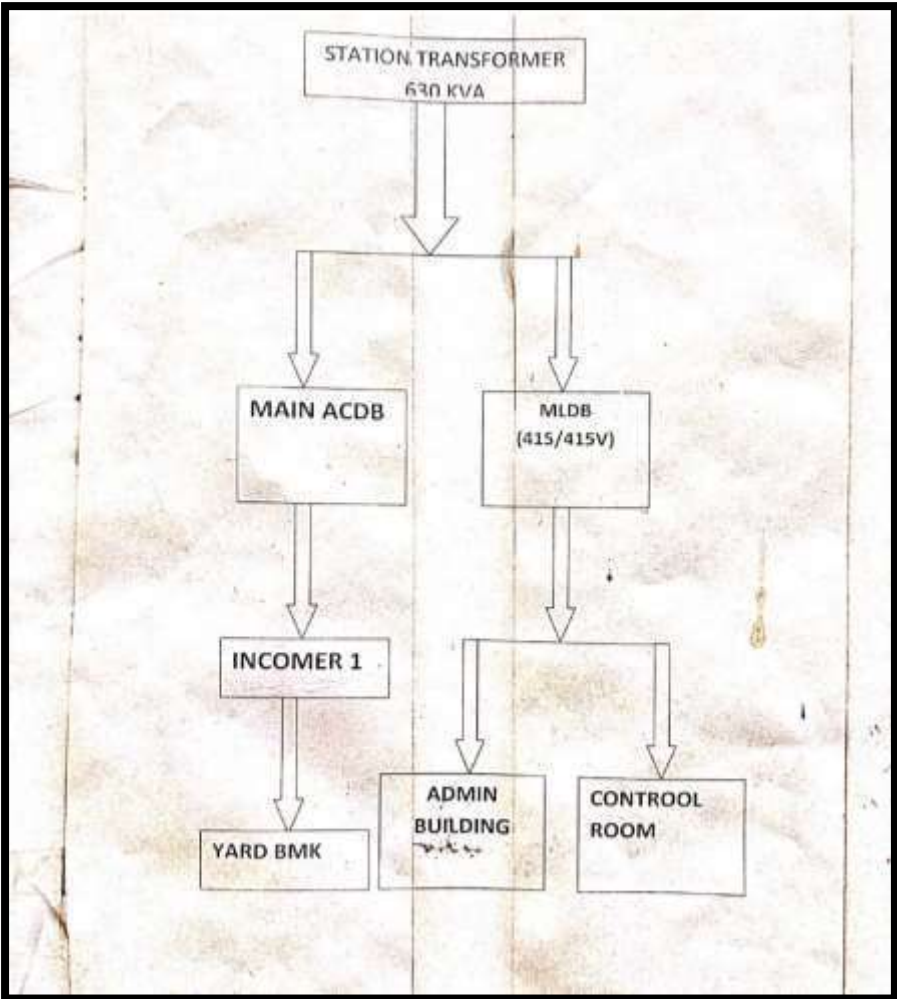 STATION TRANSFORMER
630 KVA
MAIN ACDB
MLDB
(415/415V)
INCOMER 1
ADMIN
BUILDING
CONTROOL
ROOM
YARD BMK